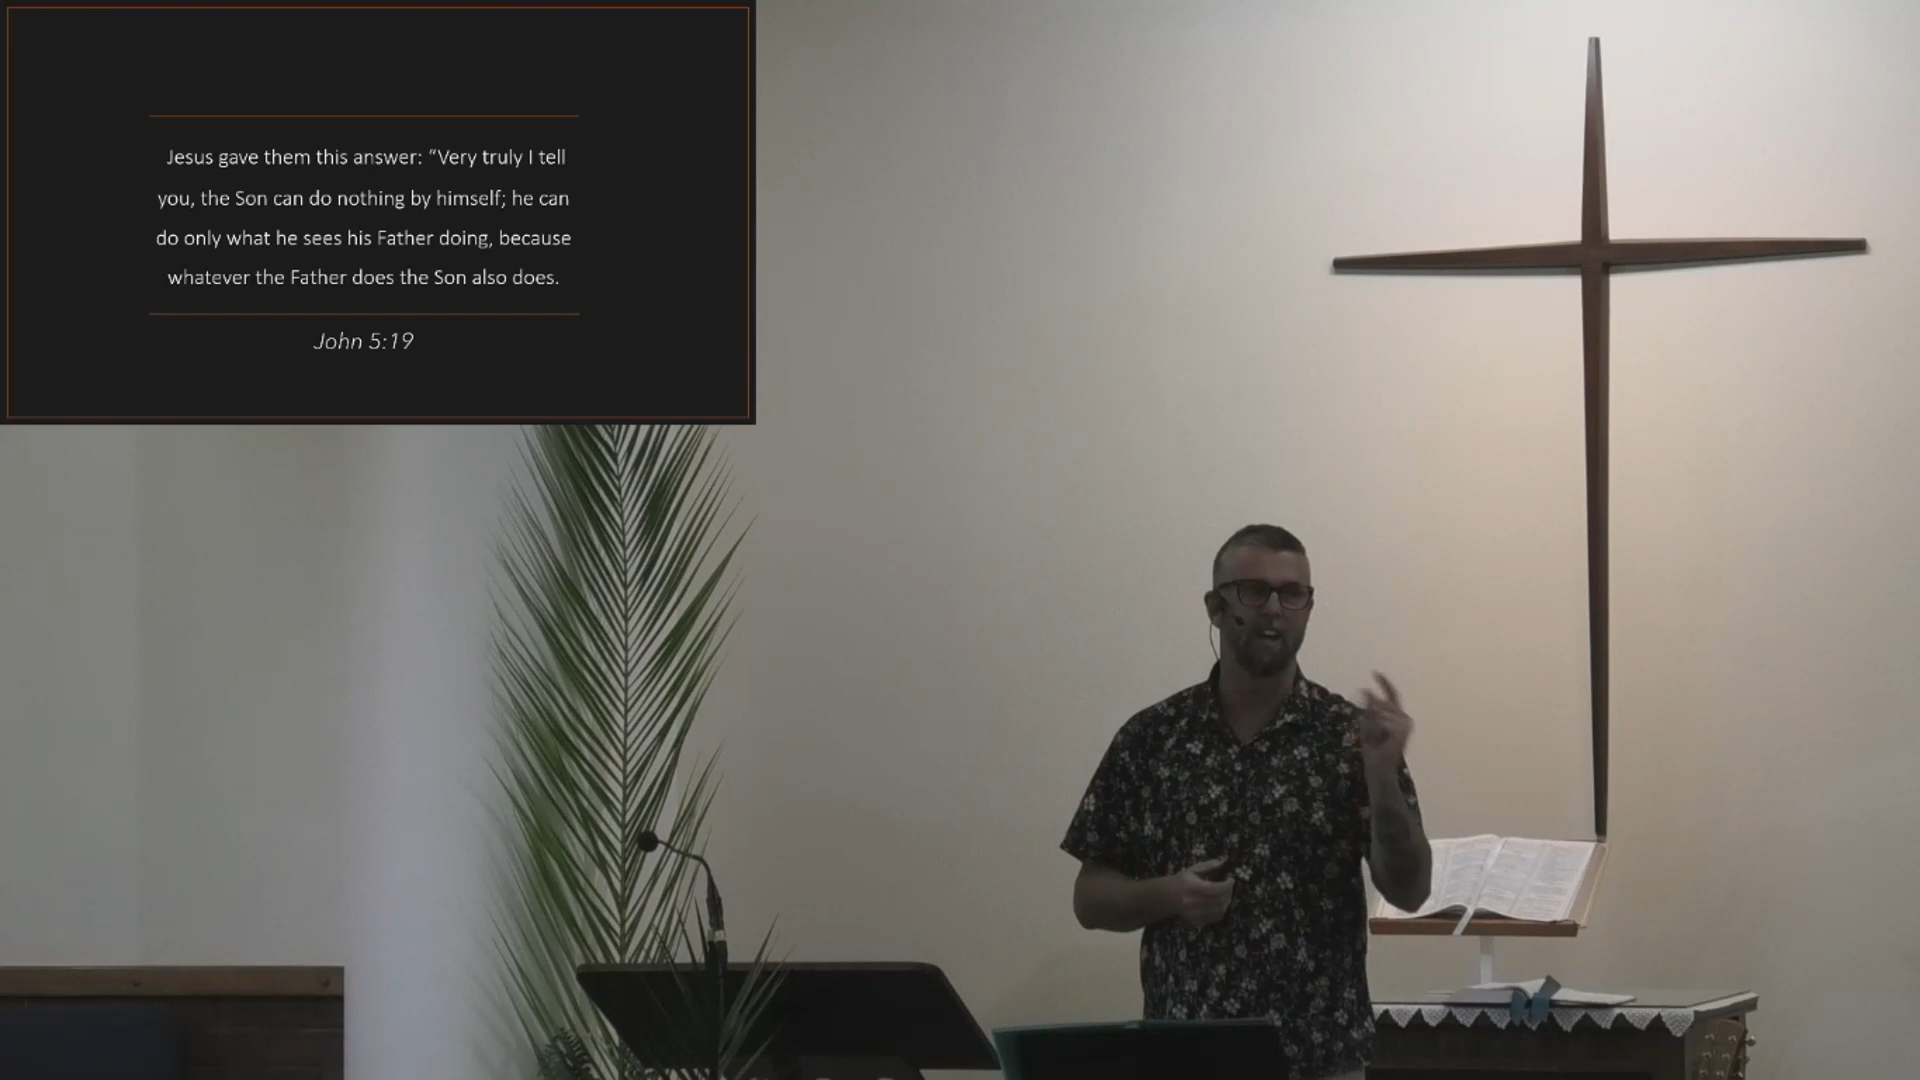 Jesus gave them this answer: “Very truly I tell
you, the Son can do nothing by himself; he can
do only what he sees his Father doing, because
whatever the Father does the Son also does.
John 5:19